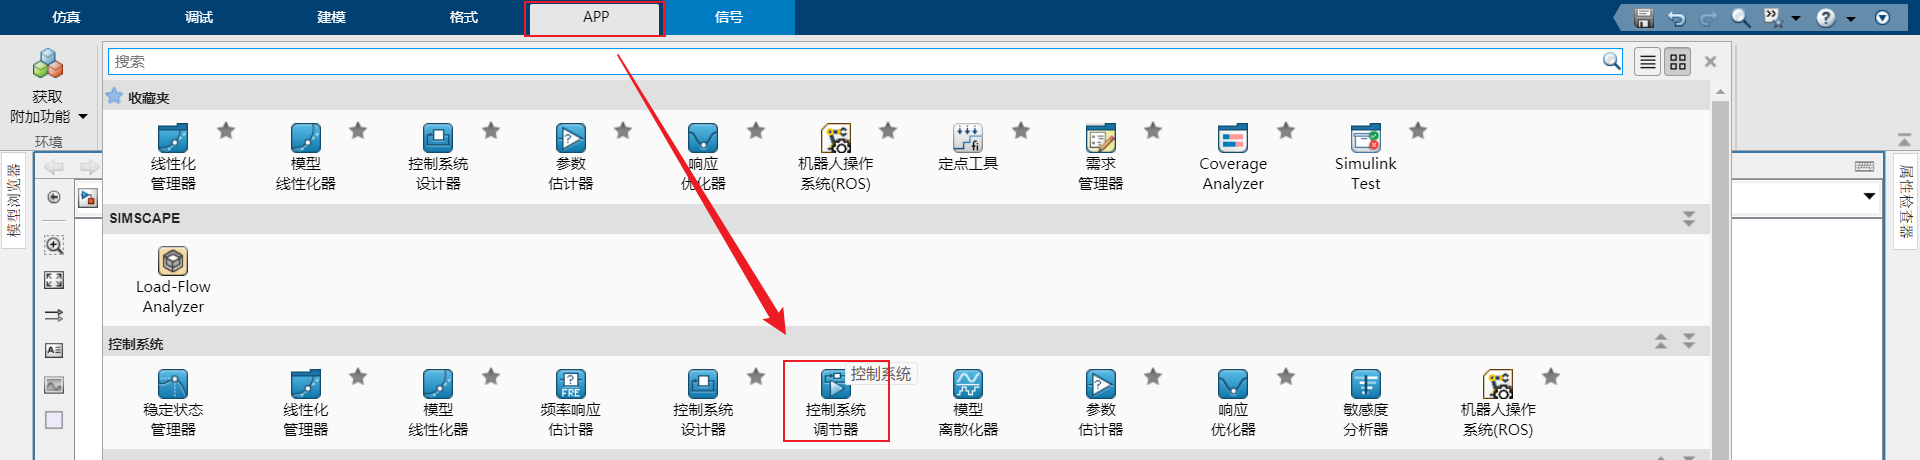 仿真 调试 建模 格式 APP 信号
搜索
获取
附加功能
环境
收藏夹
线性化
管理器
模型
线性化器
控制系统
设计器
参数
估计器
响应
优化器
机器人操作
系统(ROS)
定点工具
需求
管理器
Coverage
Analyzer
Simulink
Test
模型浏览器
属性检查器
SIMSCAPE
Load-Flow
Analyzer
控制系统
稳定状态
管理器
线性化
管理器
模型
线性化器
FRE
频率响应
估计器
控制系统
设计器
控制系统
控制系统
调节器
模型
离散化器
参数
估计器
响应
优化器
敏感度
分析器
机器人操作
系统(ROS)